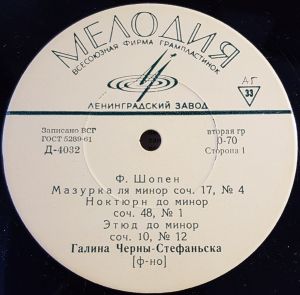 МЕЛОДИЯ
ВСЕСОЮЗНАЯ ФИРМА ГРАМПЛАСТИНОК
ЛЕНИНГРАДСКИЙ ЗАВОД
АГ
33
Записано ВСГ
ГОСТ 5289-61
Д-4032
вторая гр
0-70
Сторона 1
Ф. Шопен
Мазурка ля минор соч. 17, № 4
Ноктюрн до минор
соч. 48, № 1
Этюд до минор
соч. 10, № 12
Галина Черны-Стефаньска
[ф-но]